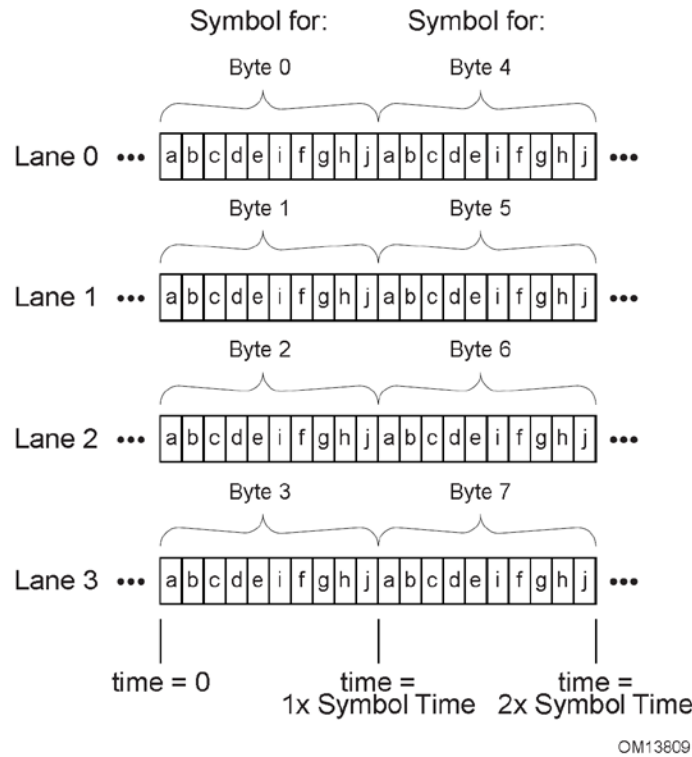 Symbol for: Symbol for:
Byte 0 Byte 4
Lane 0 ••• a b c d e i f g h j a b c d e i f g h j •••
Byte 1 Byte 5
Lane 1 ••• a b c d e i f g h j a b c d e i f g h j •••
Byte 2 Byte 6
Lane 2 ••• a b c d e i f g h j a b c d e i f g h j •••
Byte 3 Byte 7
Lane 3 ••• a b c d e i f g h j a b c d e i f g h j •••
time = 0 time = time =
1x Symbol Time 2x Symbol Time
OM13809